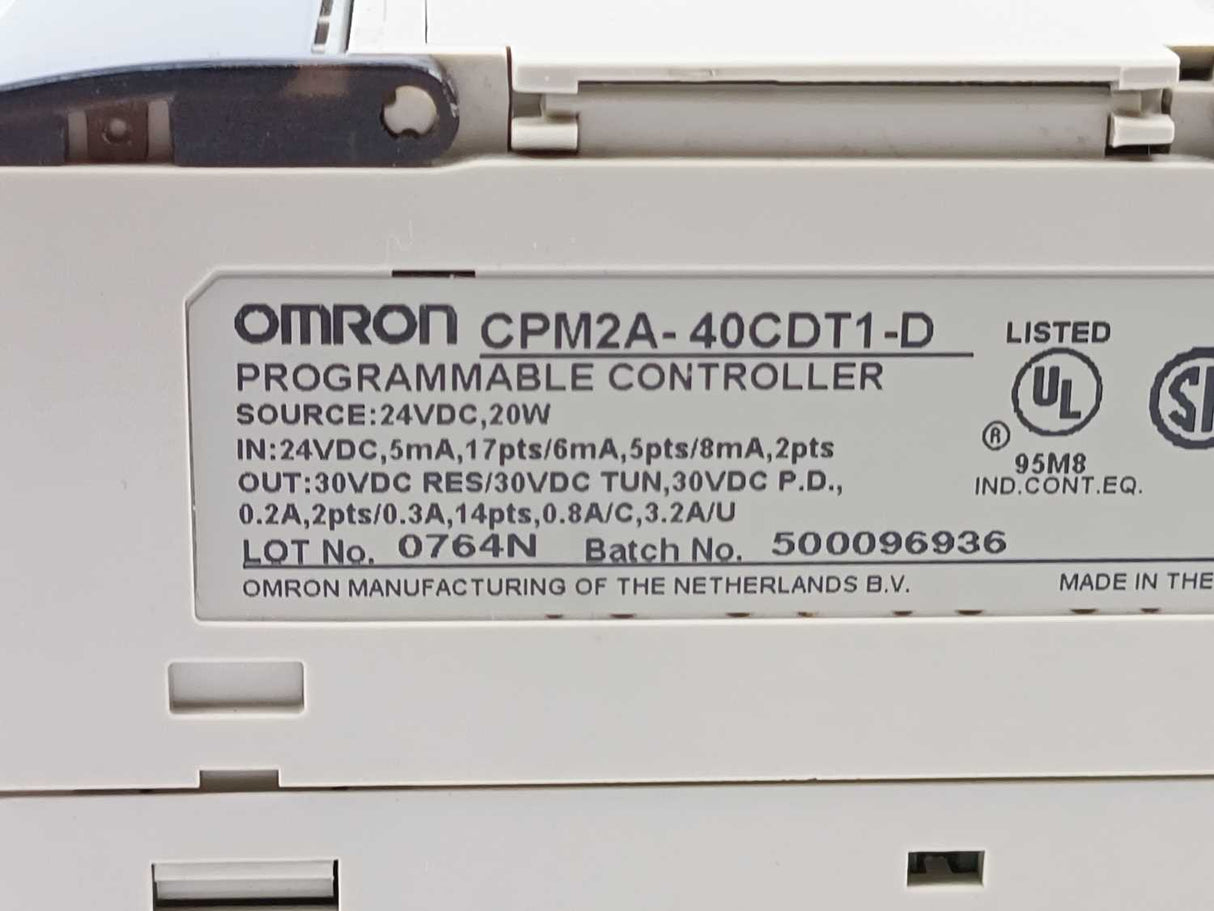 OMRON CPM2A-40CDT1-D
PROGRAMMABLE CONTROLLER
SOURCE:24VDC,20W
IN:24VDC,5mA,17pts/6mA,5pts/8mA,2pts
OUT:30VDC RES/30VDC TUN,30VDC P.D.,
0.2A,2pts/0.3A,14pts,0.8A/C,3.2A/U
LOT No. 0764N Batch No. 500096936
OMRON MANUFACTURING OF THE NETHERLANDS B.V. MADE IN THE
LISTED
UL
®
95M8
IND.CONT.EQ.